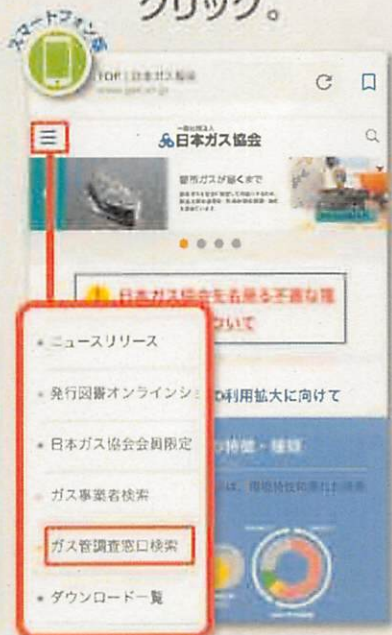 クリック。
スマートフォン版
TOP | 日本ガス協会
www.gas.or.jp
一般社団法人
日本ガス協会
都市ガスが届くまで
日本ガス協会を名乗る不審な電
ついて
• ニュースリリース
• 発行図書オンラインシ
の利用拡大に向けて
• 日本ガス協会会員限定
の特徴・種類
• ガス事業者検索
• ガス管調査窓口検索
• ダウンロード一覧